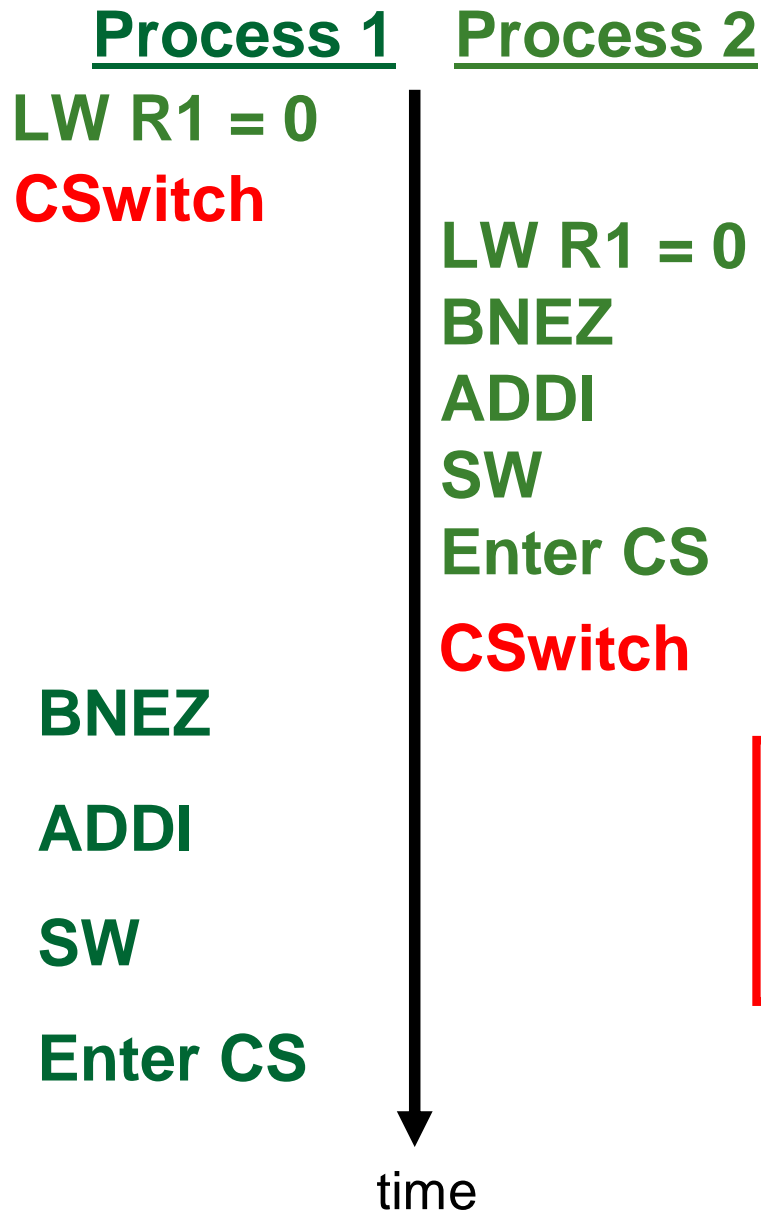 Process 1 Process 2
LW R1 = 0
CSwitch
LW R1 = 0
BNEZ
ADDI
SW
Enter CS
CSwitch
BNEZ
ADDI
SW
Enter CS
time